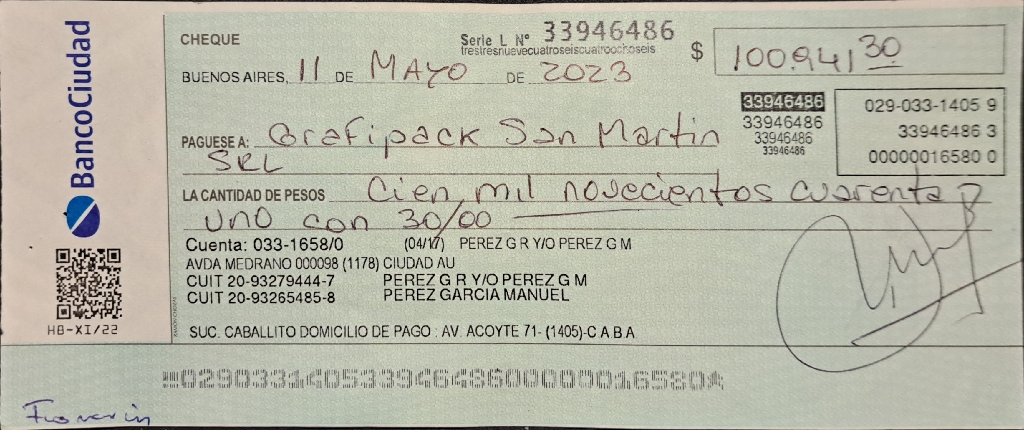 BancoCiudad
HB-XI/22
CHEQUE
Serie L Nº 33946486
trestresnuevecuatroseiscuatroochoseis
$ 100.941 30
BUENOS AIRES, 11 DE MAYO DE 2023
33946486
33946486
33946486
33946486
029-033-1405 9
33946486 3
00000016580 0
PAGUESE A: Grafipack San Martin
SRL
LA CANTIDAD DE PESOS Cien mil novecientos cuarenta y
uno con 30/00
Cuenta: 033-1658/0 (04/17) PEREZ G R Y/O PEREZ G M
AVDA MEDRANO 000098 (1178) CIUDAD AU
CUIT 20-93279444-7 PEREZ G R Y/O PEREZ G M
CUIT 20-93265485-8 PEREZ GARCIA MANUEL
SUC. CABALLITO DOMICILIO DE PAGO : AV. ACOYTE 71- (1405)-C A B A
02903314053394648600000016580